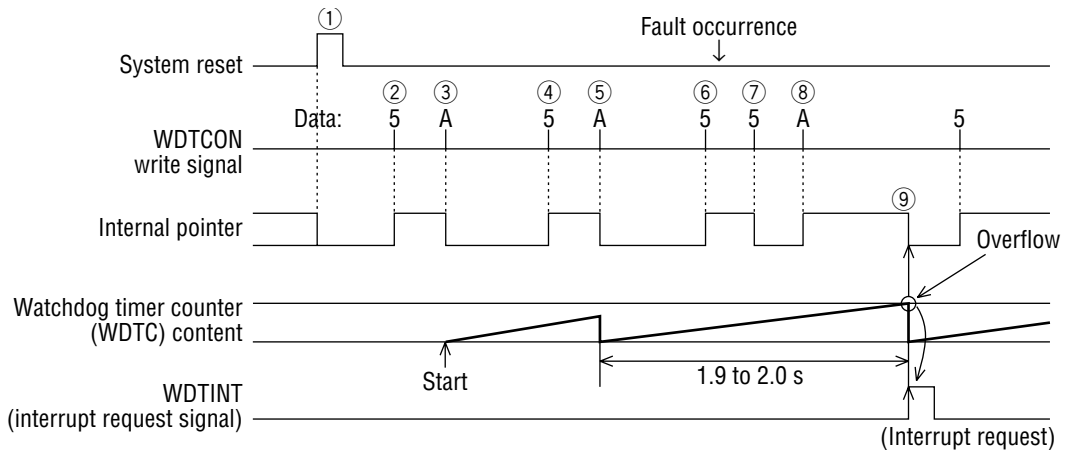 ①
Fault occurrence
System reset
② ③ ④ ⑤ ⑥ ⑦ ⑧
Data: 5 A 5 A 5 5 A 5
WDTCON
write signal
⑨
Internal pointer
Overflow
Watchdog timer counter
(WDTC) content
Start
1.9 to 2.0 s
WDTINT
(interrupt request signal)
(Interrupt request)